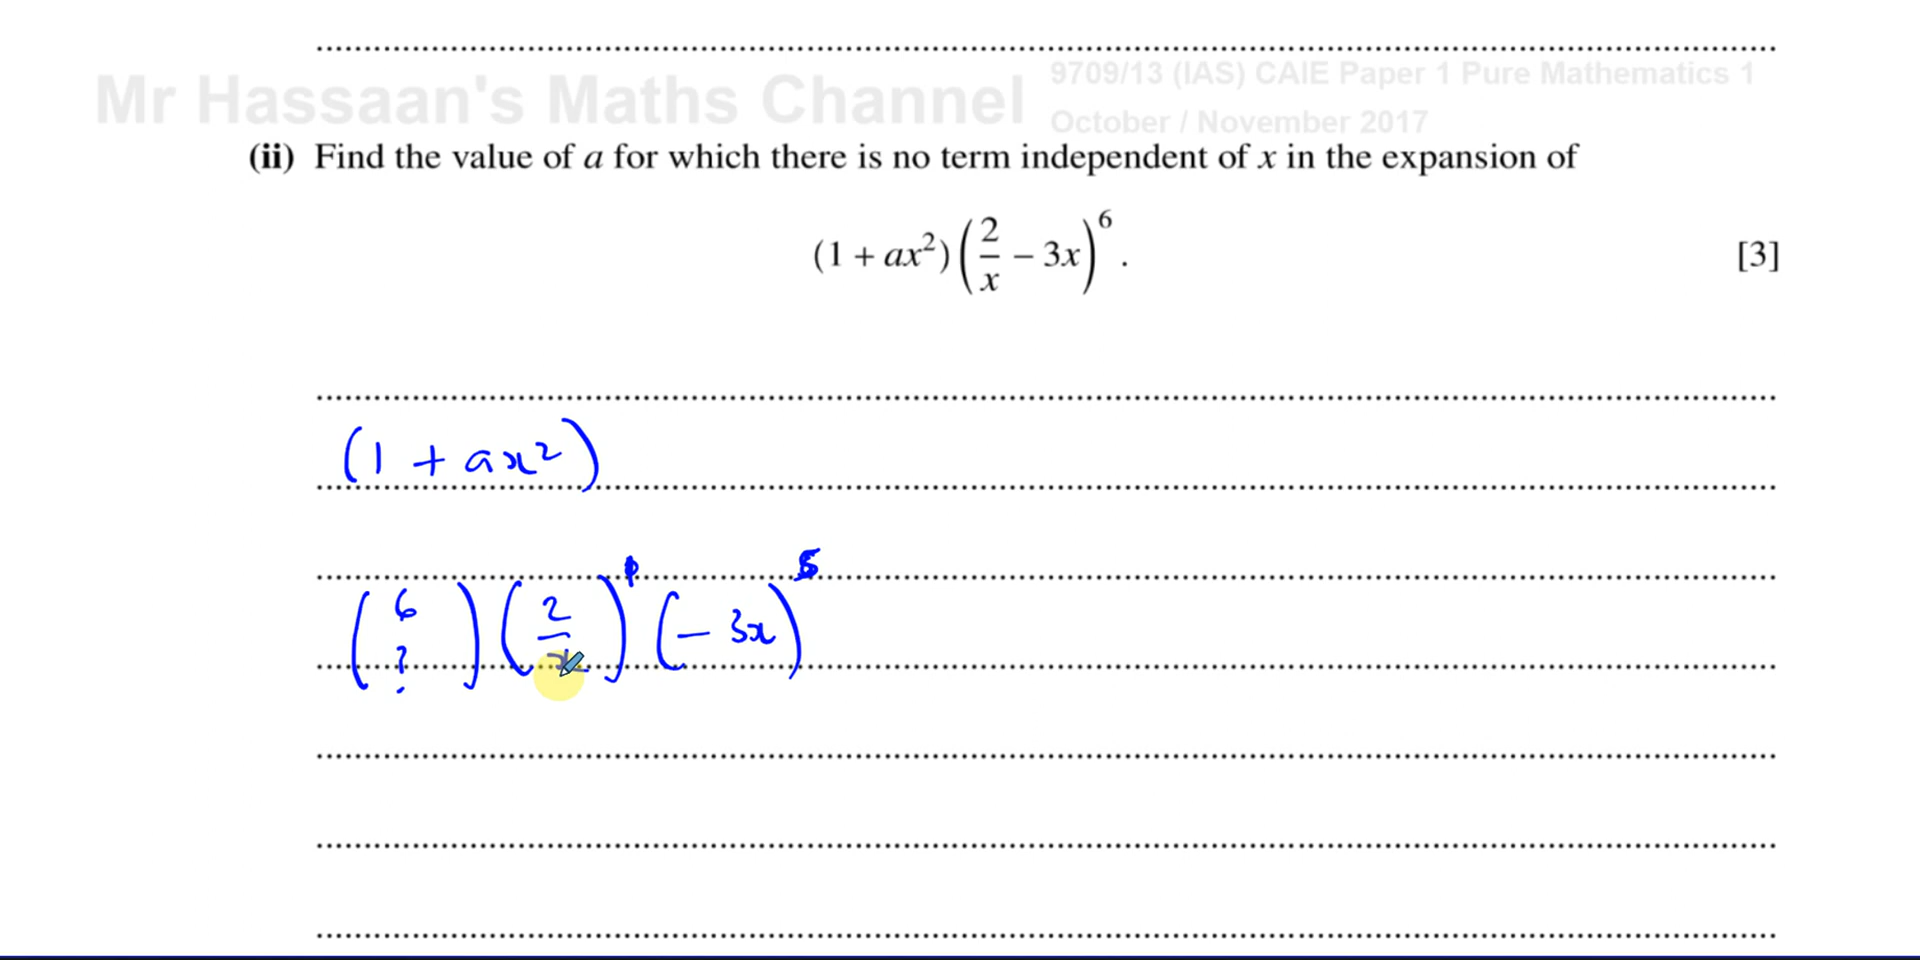 Mr Hassaan's Maths Channel
9709/13 (IAS) CAIE Paper 1 Pure Mathematics 1
October / November 2017
(ii) Find the value of a for which there is no term independent of x in the expansion of
(1 + ax²)(2/x − 3x)⁶. [3]
(1 + ax²)
(6 ?)(2/x)(− 3x)⁵